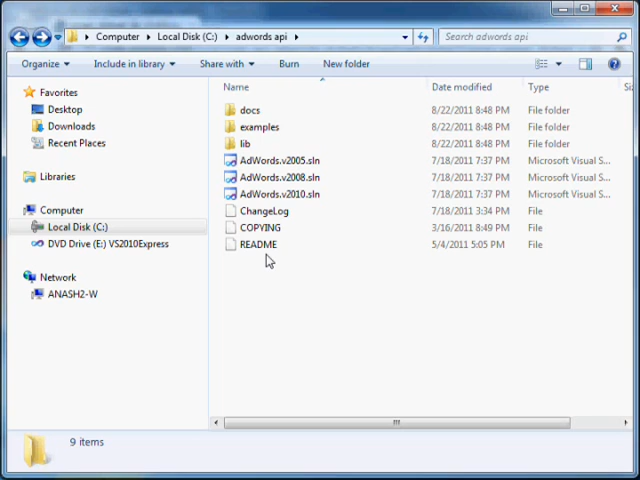 Computer Local Disk (C:) adwords api Search adwords api
Organize Include in library Share with Burn New folder
Name Date modified Type Siz
Favorites
Desktop
Downloads
Recent Places
Libraries
Computer
Local Disk (C:)
DVD Drive (E:) VS2010Express
Network
ANASH2-W
docs 8/22/2011 8:48 PM File folder
examples 8/22/2011 8:48 PM File folder
lib 8/22/2011 8:48 PM File folder
AdWords.v2005.sln 7/18/2011 7:37 PM Microsoft Visual S...
AdWords.v2008.sln 7/18/2011 7:37 PM Microsoft Visual S...
AdWords.v2010.sln 7/18/2011 7:37 PM Microsoft Visual S...
ChangeLog 7/18/2011 3:34 PM File
COPYING 3/16/2011 8:49 PM File
README 5/4/2011 5:05 PM File
9 items